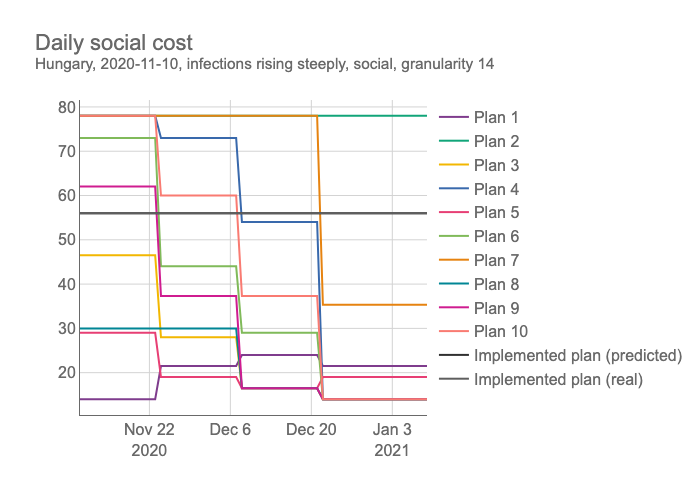 Daily social cost
Hungary, 2020-11-10, infections rising steeply, social, granularity 14
80
70
60
50
40
30
20
Nov 22
2020
Dec 6
Dec 20
Jan 3
2021
Plan 1
Plan 2
Plan 3
Plan 4
Plan 5
Plan 6
Plan 7
Plan 8
Plan 9
Plan 10
Implemented plan (predicted)
Implemented plan (real)